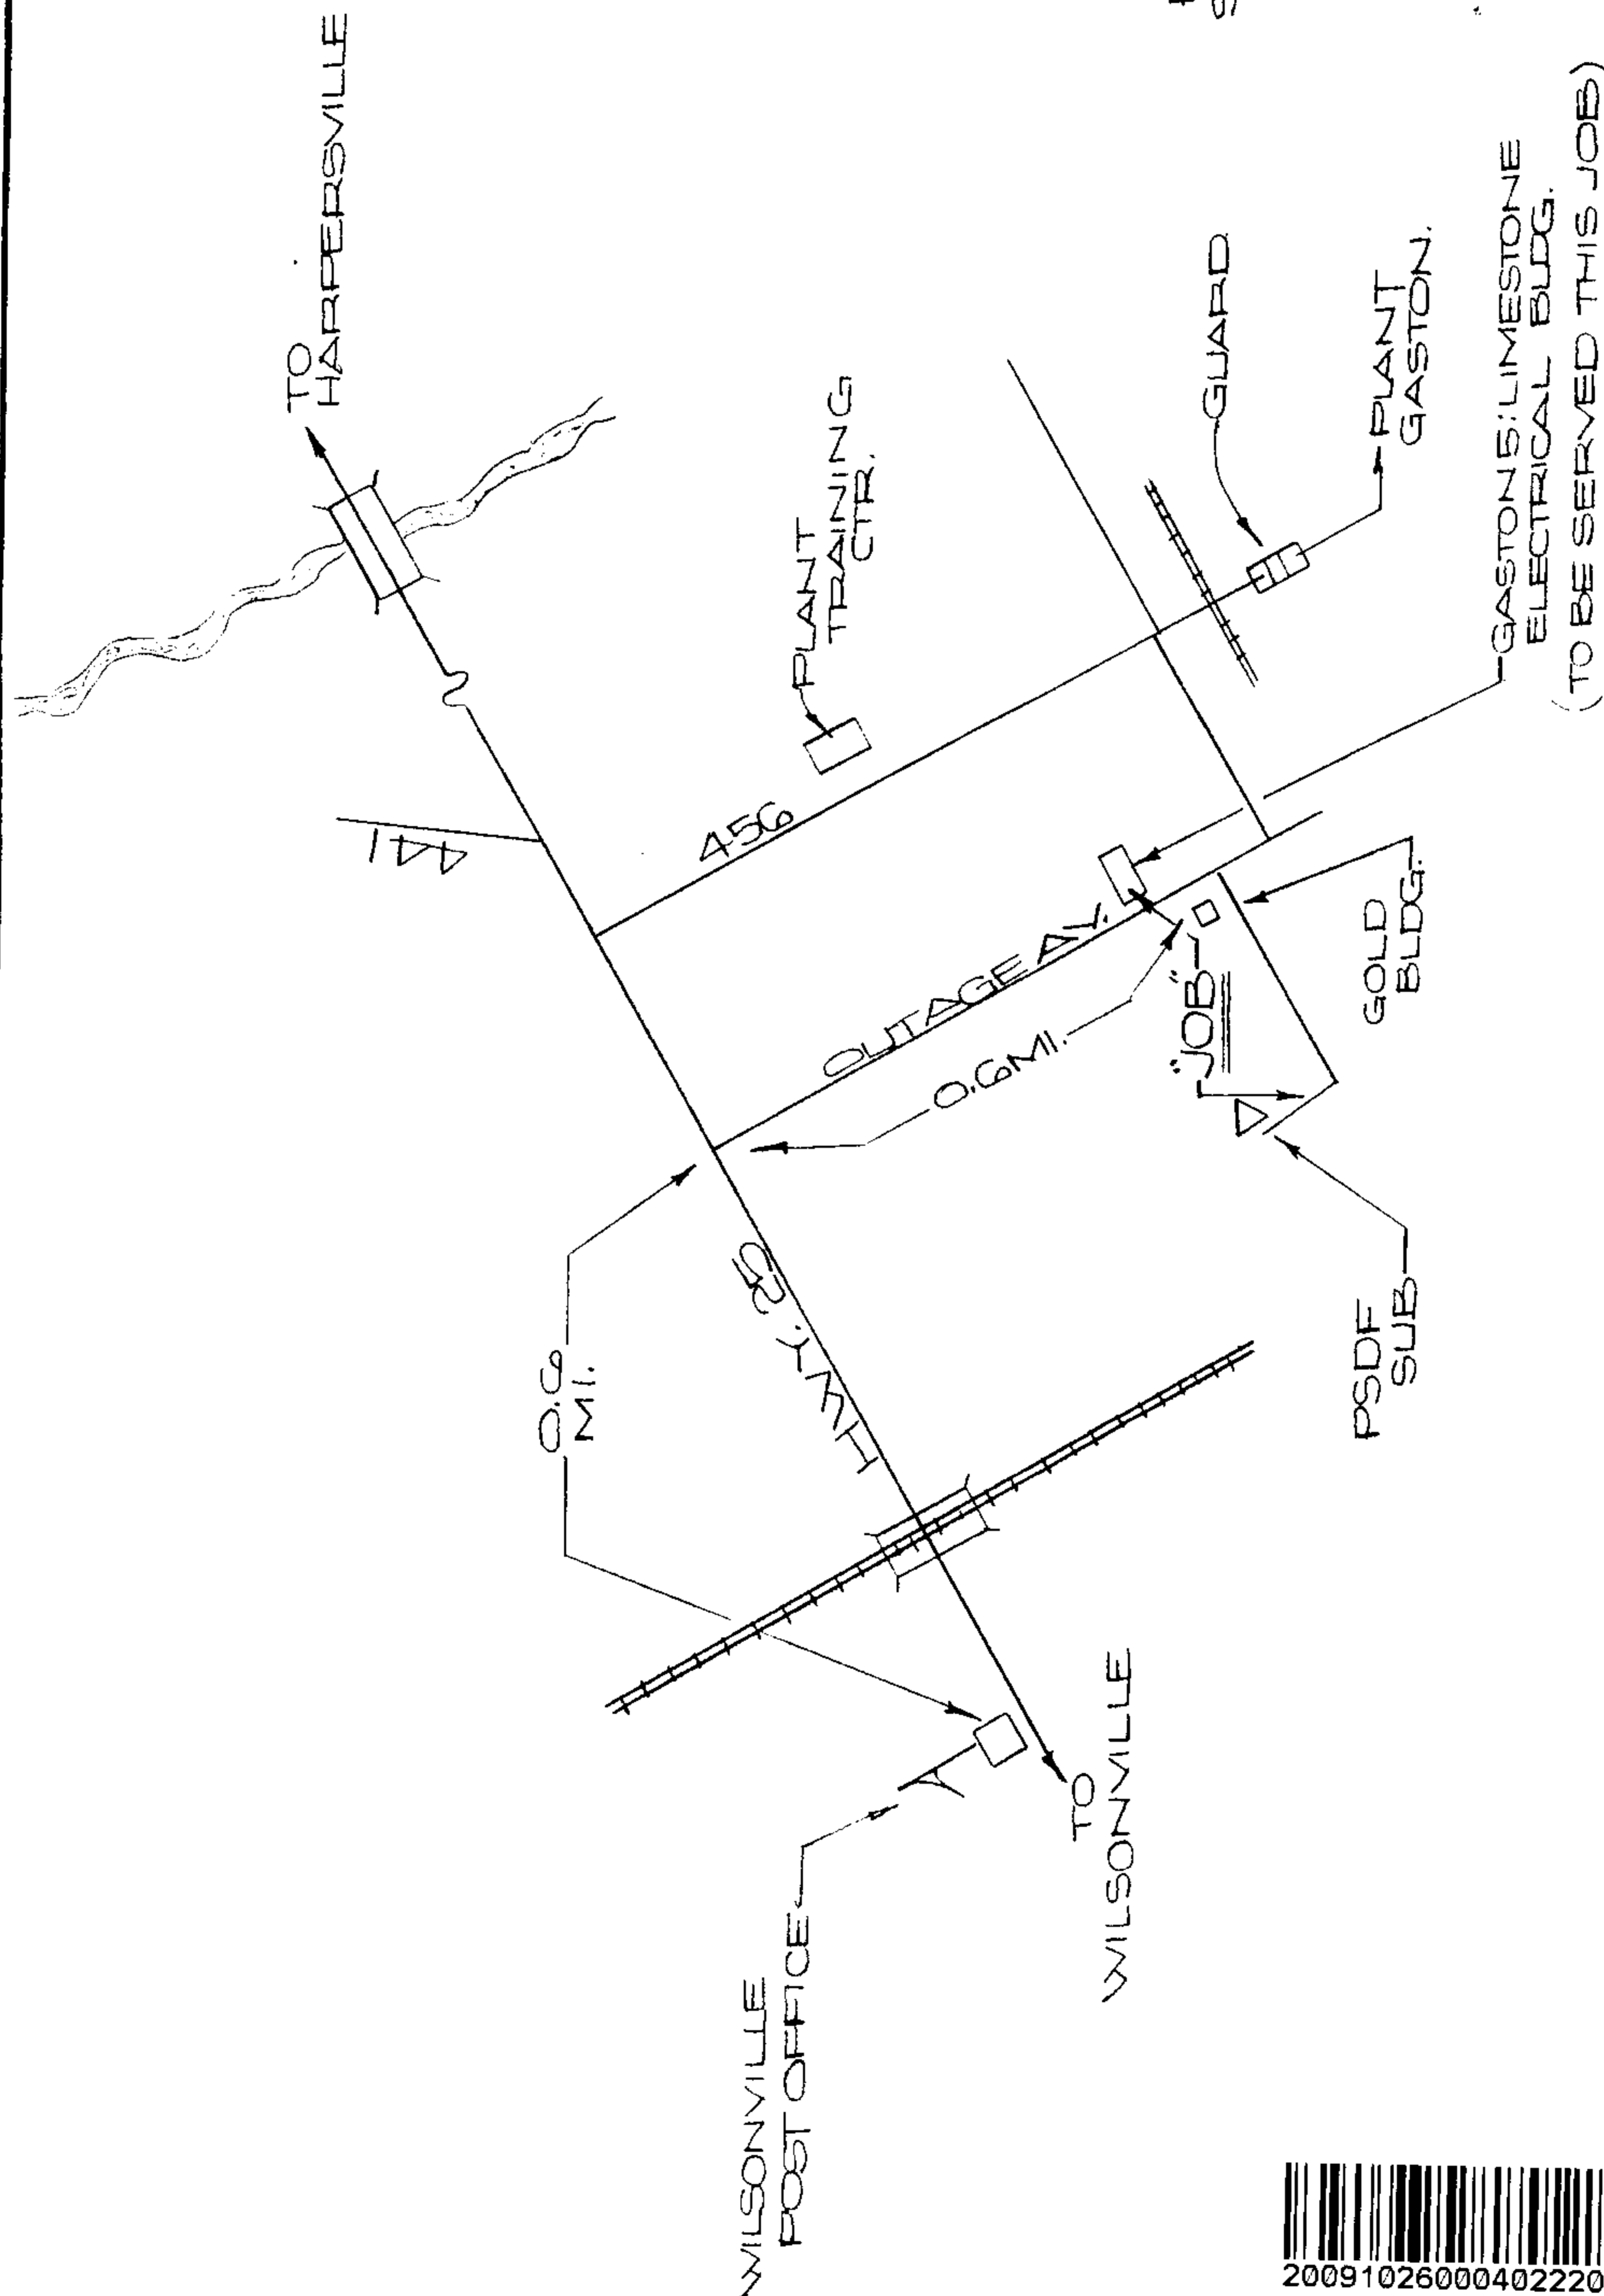 TO
HARPERSVILLE
441
PLANT
TRAINING
CTR.
456
GUARD
PLANT
GASTON.
GASTON 5: LIMESTONE
ELECTRICAL BLDG.
(TO BE SERVED THIS JOB)
OUTAGE AV.
0.6 MI.
"JOB"
GOLD
BLDG.
PSDF
SUB
0.6
MI.
HWY. 25
WILSONVILLE
POST OFFICE
TO
WILSONVILLE
20091026000402220